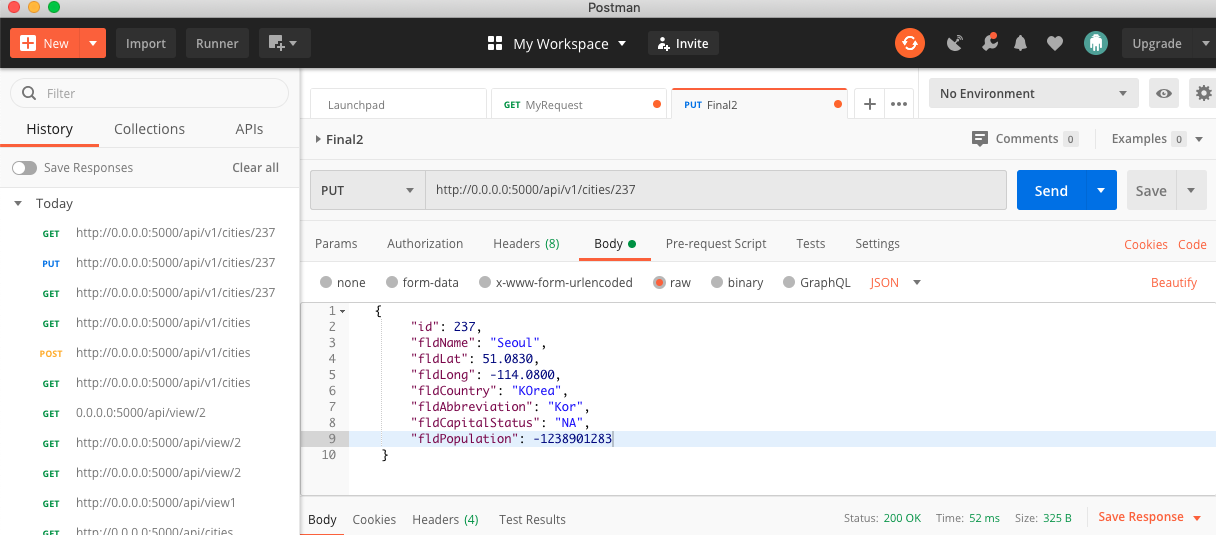 Postman
New
Import
Runner
My Workspace
Invite
Upgrade
Filter
History
Collections
APIs
Save Responses
Clear all
Today
GET http://0.0.0.0:5000/api/v1/cities/237
PUT http://0.0.0.0:5000/api/v1/cities/237
GET http://0.0.0.0:5000/api/v1/cities/237
GET http://0.0.0.0:5000/api/v1/cities
POST http://0.0.0.0:5000/api/v1/cities
GET http://0.0.0.0:5000/api/v1/cities
GET 0.0.0.0:5000/api/view/2
GET http://0.0.0.0:5000/api/view/2
GET http://0.0.0.0:5000/api/view/2
GET http://0.0.0.0:5000/api/view1
GET http://0.0.0.0:5000/api/cities
Launchpad
GET MyRequest
PUT Final2
No Environment
Final2
Comments 0
Examples 0
PUT
http://0.0.0.0:5000/api/v1/cities/237
Send
Save
Params Authorization Headers (8) Body Pre-request Script Tests Settings
Cookies Code
none form-data x-www-form-urlencoded raw binary GraphQL JSON
Beautify
1 {
2 "id": 237,
3 "fldName": "Seoul",
4 "fldLat": 51.0830,
5 "fldLong": -114.0800,
6 "fldCountry": "KOrea",
7 "fldAbbreviation": "Kor",
8 "fldCapitalStatus": "NA",
9 "fldPopulation": -1238901283
10 }
Body Cookies Headers (4) Test Results
Status: 200 OK Time: 52 ms Size: 325 B
Save Response